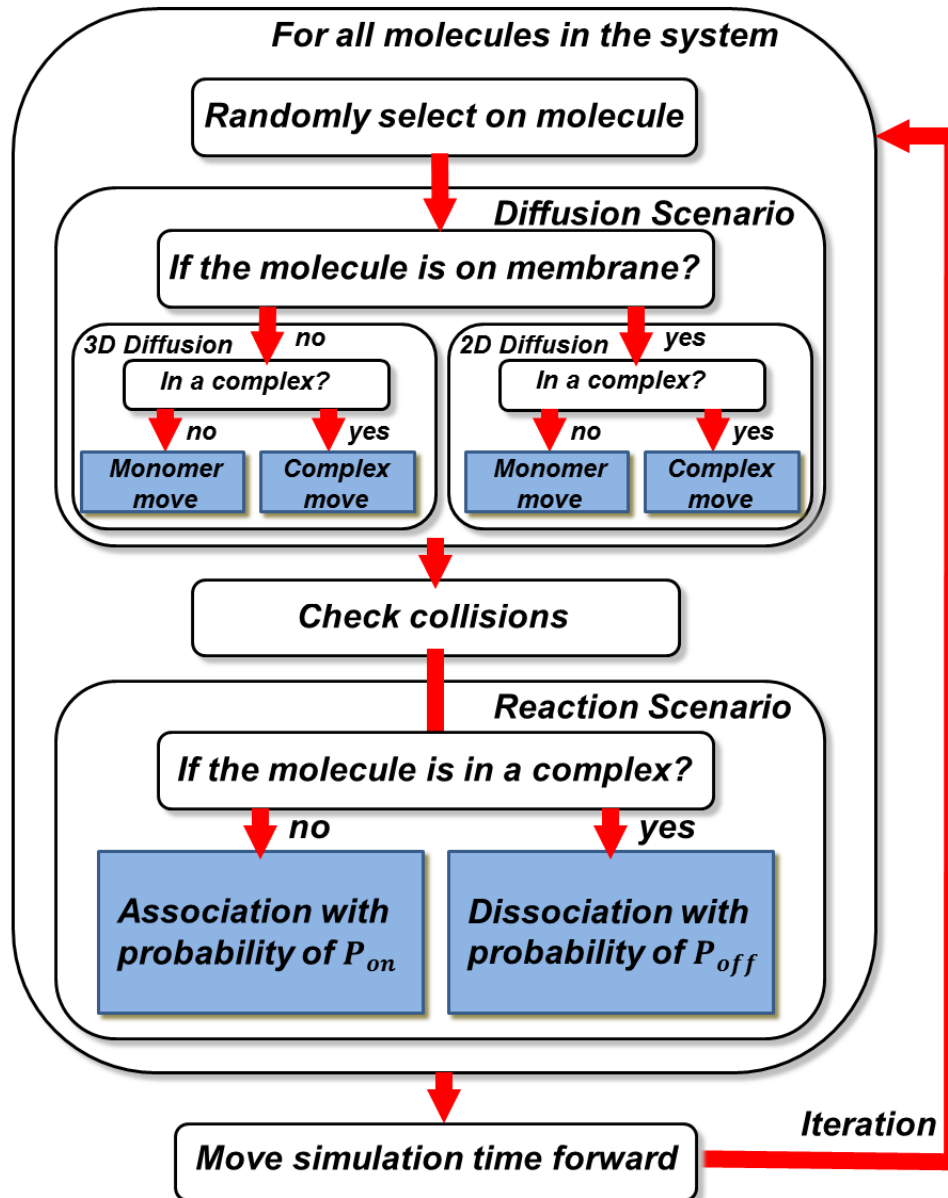 For all molecules in the system
Randomly select on molecule
Diffusion Scenario
If the molecule is on membrane?
3D Diffusion
no
In a complex?
no
yes
Monomer
move
Complex
move
2D Diffusion
yes
In a complex?
no
yes
Monomer
move
Complex
move
Check collisions
Reaction Scenario
If the molecule is in a complex?
no
yes
Association with
probability of P_on
Dissociation with
probability of P_off
Move simulation time forward
Iteration